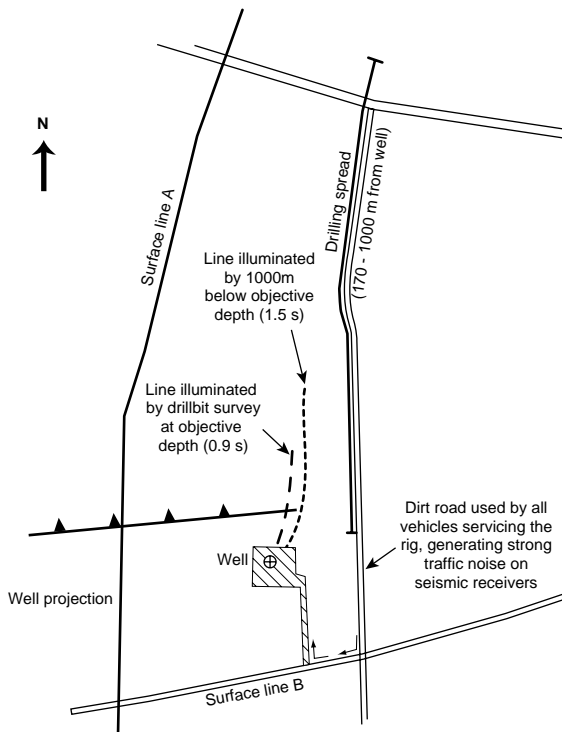 N
Surface line A
Drilling spread
(170 - 1000 m from well)
Line illuminated
by 1000m
below objective
depth (1.5 s)
Line illuminated
by drillbit survey
at objective
depth (0.9 s)
Dirt road used by all
vehicles servicing the
rig, generating strong
traffic noise on
seismic receivers
Well
Well projection
Surface line B